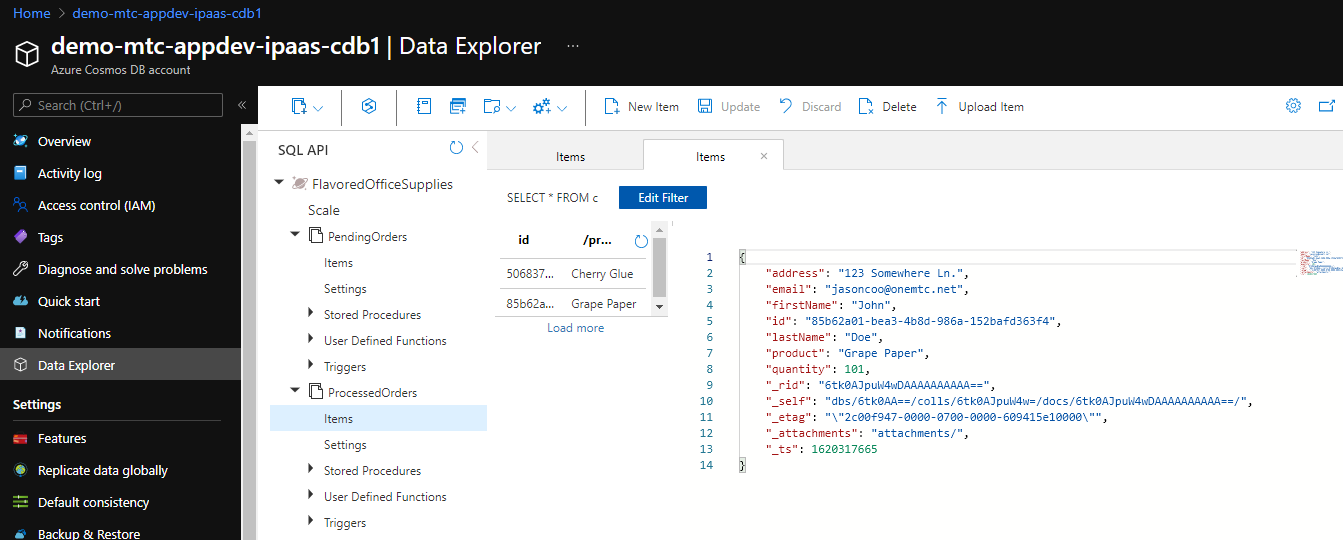 Home > demo-mtc-appdev-ipaas-cdb1
demo-mtc-appdev-ipaas-cdb1 | Data Explorer ...
Azure Cosmos DB account
Search (Ctrl+/)
Overview
Activity log
Access control (IAM)
Tags
Diagnose and solve problems
Quick start
Notifications
Data Explorer
Settings
Features
Replicate data globally
Default consistency
Backup & Restore
New Item Update Discard Delete Upload Item
SQL API
FlavoredOfficeSupplies
Scale
PendingOrders
Items
Settings
Stored Procedures
User Defined Functions
Triggers
ProcessedOrders
Items
Settings
Stored Procedures
User Defined Functions
Triggers
Items Items ×
SELECT * FROM c Edit Filter
id /pr...
506837... Cherry Glue
85b62a... Grape Paper
Load more
1 {
2 "address": "123 Somewhere Ln.",
3 "email": "jasoncoo@onemtc.net",
4 "firstName": "John",
5 "id": "85b62a01-bea3-4b8d-986a-152bafd363f4",
6 "lastName": "Doe",
7 "product": "Grape Paper",
8 "quantity": 101,
9 "_rid": "6tk0AJpuW4wDAAAAAAAAAA==",
10 "_self": "dbs/6tk0AA==/colls/6tk0AJpuW4w=/docs/6tk0AJpuW4wDAAAAAAAAAA==/",
11 "_etag": "\"2c00f947-0000-0700-0000-609415e10000\"",
12 "_attachments": "attachments/",
13 "_ts": 1620317665
14 }